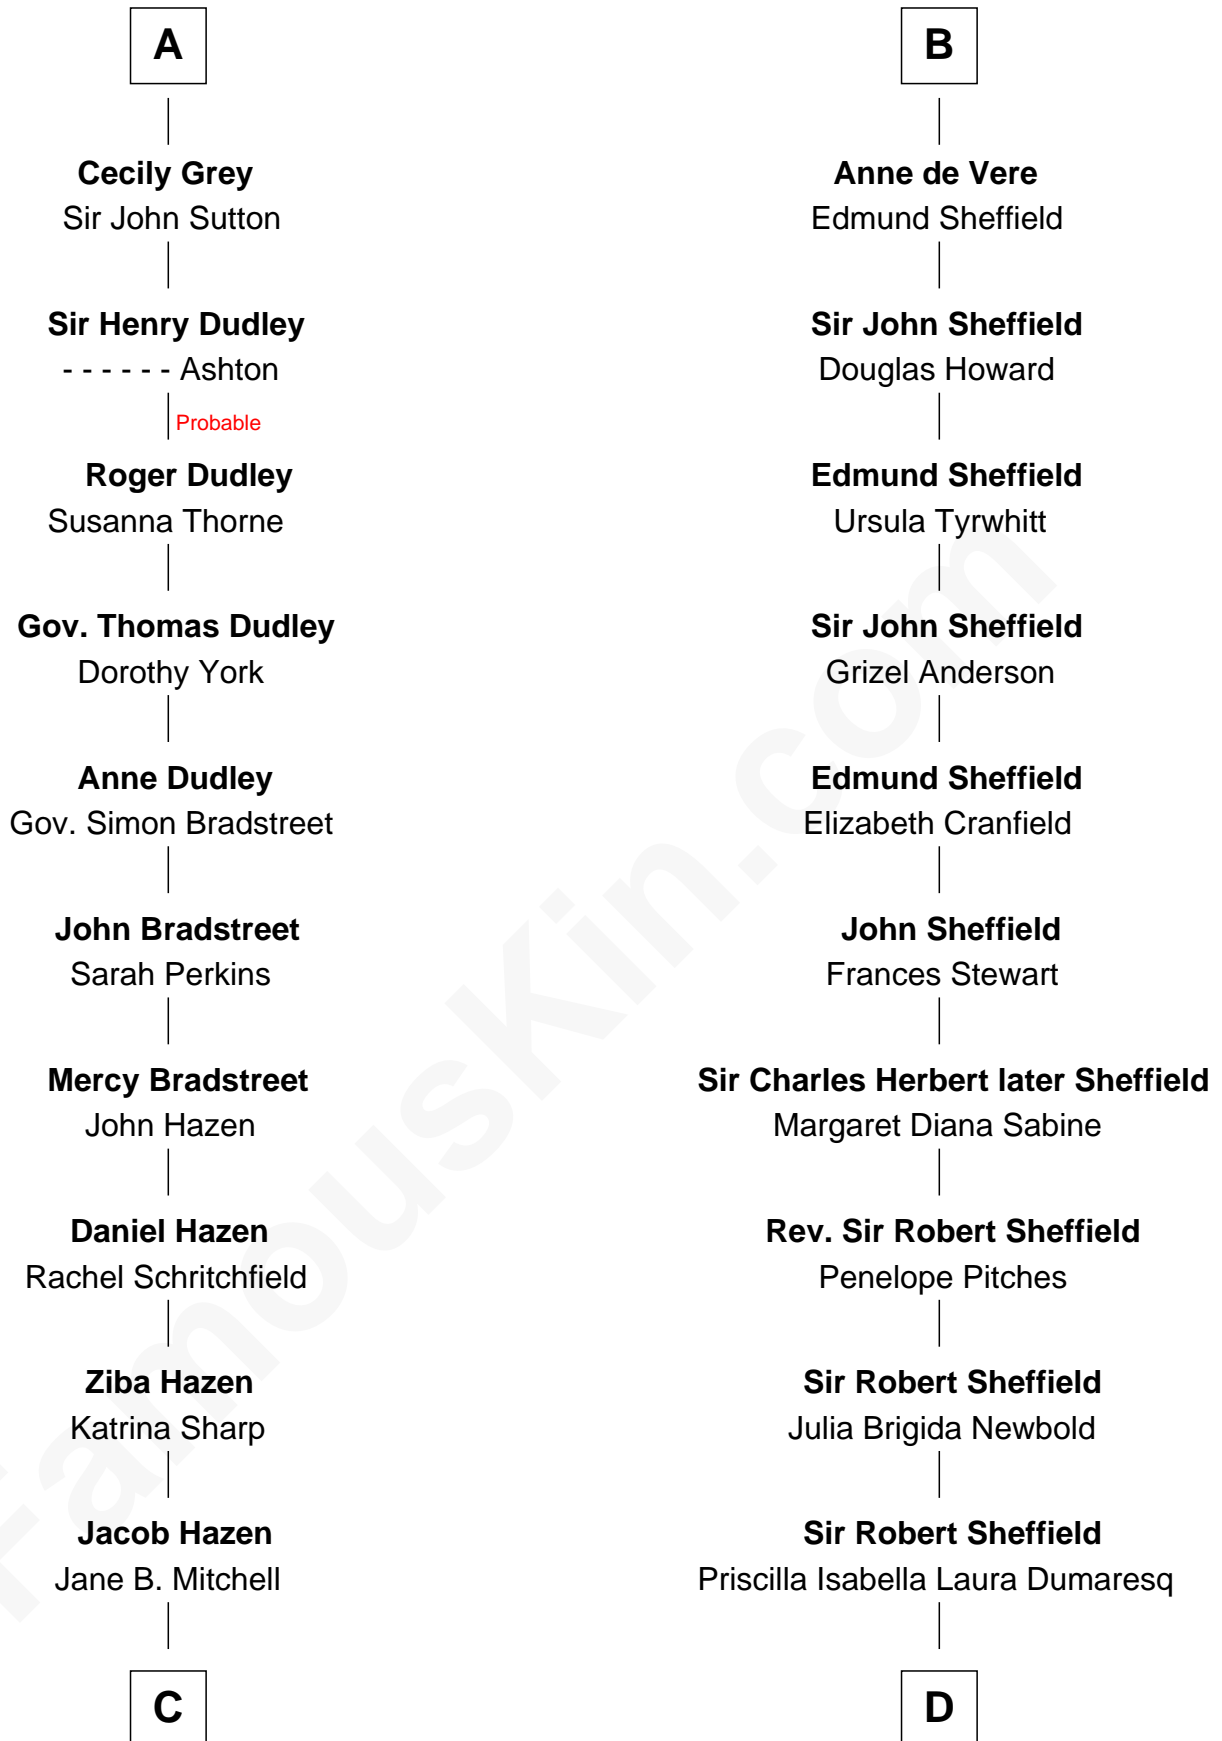 A
Cecily Grey
Sir John Sutton
Sir Henry Dudley
- - - - - - Ashton
Probable
Roger Dudley
Susanna Thorne
Gov. Thomas Dudley
Dorothy York
Anne Dudley
Gov. Simon Bradstreet
John Bradstreet
Sarah Perkins
Mercy Bradstreet
John Hazen
Daniel Hazen
Rachel Schritchfield
Ziba Hazen
Katrina Sharp
Jacob Hazen
Jane B. Mitchell
C
B
Anne de Vere
Edmund Sheffield
Sir John Sheffield
Douglas Howard
Edmund Sheffield
Ursula Tyrwhitt
Sir John Sheffield
Grizel Anderson
Edmund Sheffield
Elizabeth Cranfield
John Sheffield
Frances Stewart
Sir Charles Herbert later Sheffield
Margaret Diana Sabine
Rev. Sir Robert Sheffield
Penelope Pitches
Sir Robert Sheffield
Julia Brigida Newbold
Sir Robert Sheffield
Priscilla Isabella Laura Dumaresq
D
FamousKin.com